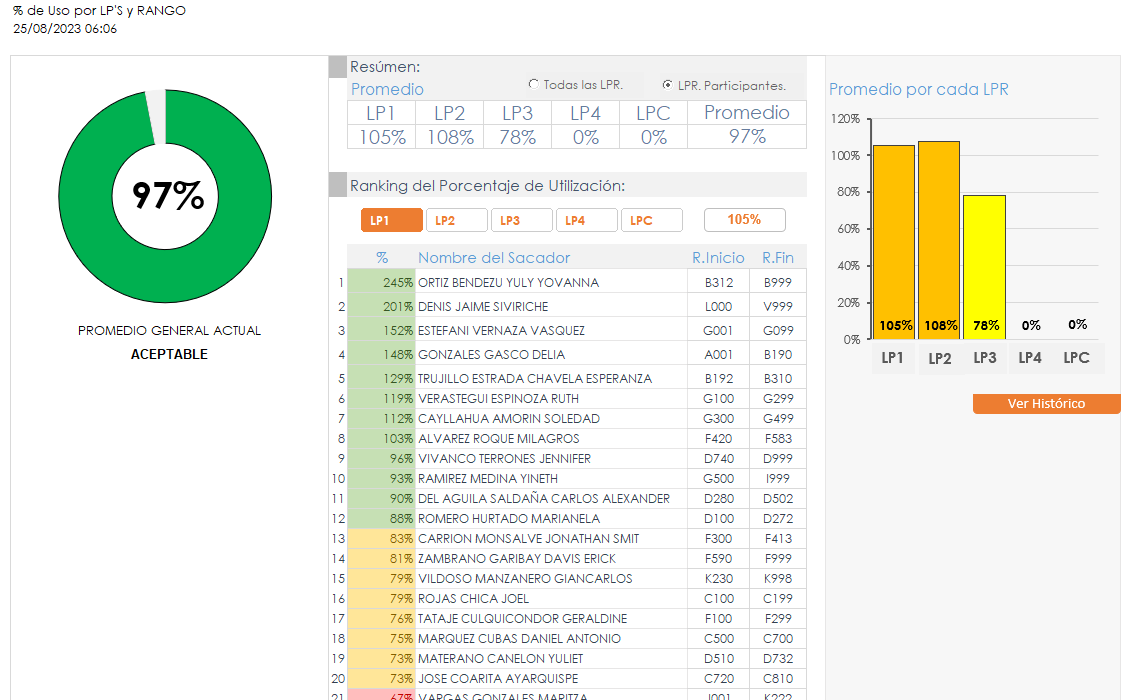 % de Uso por LP'S y RANGO
25/08/2023 06:06
97%
PROMEDIO GENERAL ACTUAL
ACEPTABLE
Resúmen:
Promedio
Todas las LPR. LPR. Participantes.
LP1 LP2 LP3 LP4 LPC Promedio
105% 108% 78% 0% 0% 97%
Ranking del Porcentaje de Utilización:
LP1 LP2 LP3 LP4 LPC 105%
% Nombre del Sacador R.Inicio R.Fin
1 245% ORTIZ BENDEZU YULY YOVANNA B312 B999
2 201% DENIS JAIME SIVIRICHE L000 V999
3 152% ESTEFANI VERNAZA VASQUEZ G001 G099
4 148% GONZALES GASCO DELIA A001 B190
5 129% TRUJILLO ESTRADA CHAVELA ESPERANZA B192 B310
6 119% VERASTEGUI ESPINOZA RUTH G100 G299
7 112% CAYLLAHUA AMORIN SOLEDAD G300 G499
8 103% ALVAREZ ROQUE MILAGROS F420 F583
9 96% VIVANCO TERRONES JENNIFER D740 D999
10 93% RAMIREZ MEDINA YINETH G500 I999
11 90% DEL AGUILA SALDAÑA CARLOS ALEXANDER D280 D502
12 88% ROMERO HURTADO MARIANELA D100 D272
13 83% CARRION MONSALVE JONATHAN SMIT F300 F413
14 81% ZAMBRANO GARIBAY DAVIS ERICK F590 F999
15 79% VILDOSO MANZANERO GIANCARLOS K230 K998
16 79% ROJAS CHICA JOEL C100 C199
17 76% TATAJE CULQUICONDOR GERALDINE F100 F299
18 75% MARQUEZ CUBAS DANIEL ANTONIO C500 C700
19 73% MATERANO CANELON YULIET D510 D732
20 73% JOSE COARITA AYARQUISPE C720 C810
21 67% VARGAS GONZALES MARITZA J001 K222
Promedio por cada LPR
120%
100%
80%
60%
40%
20%
0%
105% 108% 78% 0% 0%
LP1 LP2 LP3 LP4 LPC
Ver Histórico